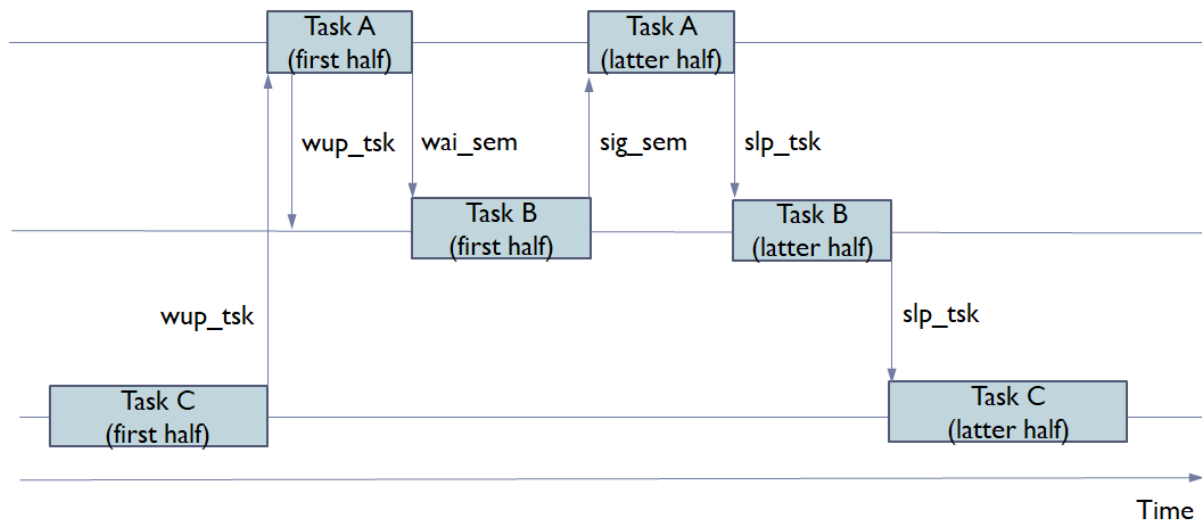 Task A
(first half)
Task A
(latter half)
wup_tsk
wai_sem
sig_sem
slp_tsk
Task B
(first half)
Task B
(latter half)
wup_tsk
slp_tsk
Task C
(first half)
Task C
(latter half)
Time